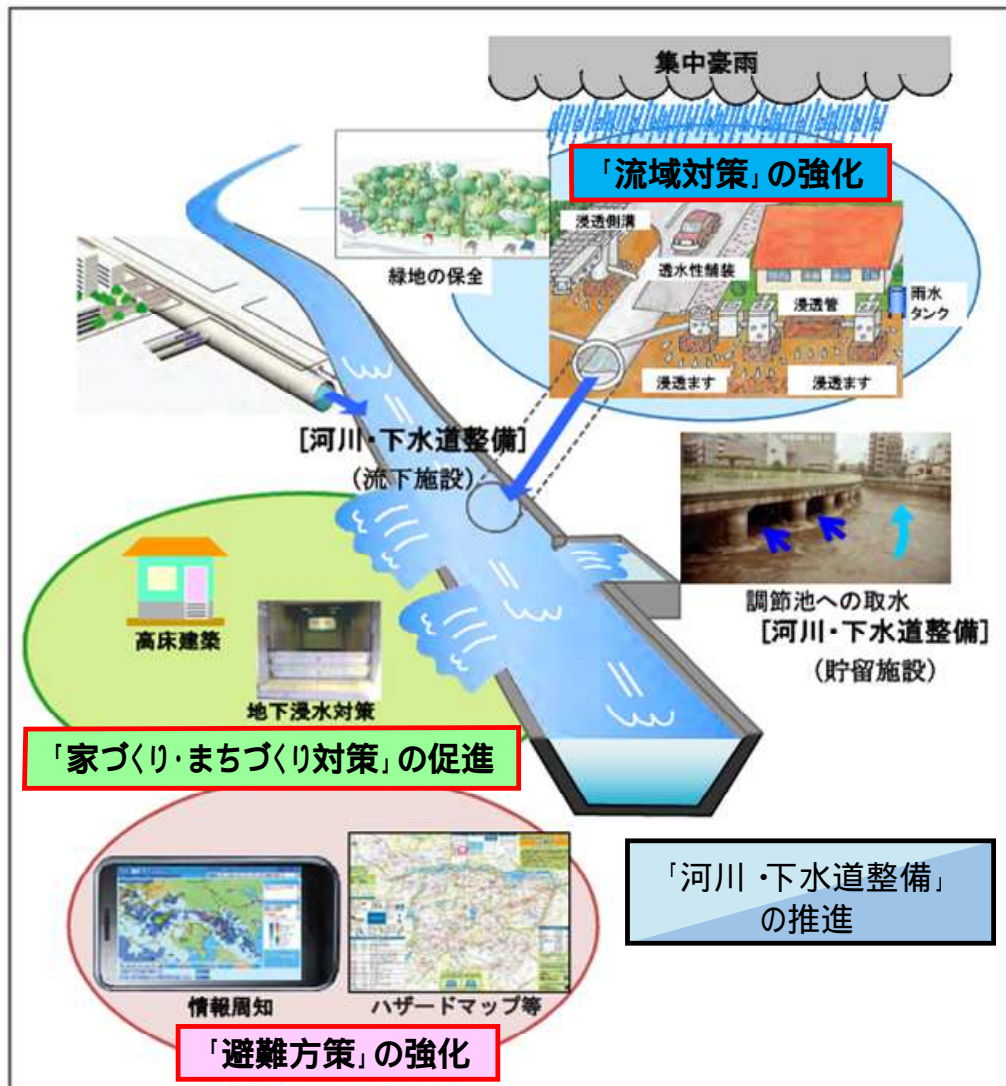 集中豪雨
「流域対策」の強化
浸透側溝
透水性舗装
浸透管
雨水
タンク
浸透ます
浸透ます
緑地の保全
[河川・下水道整備]
(流下施設)
調節池への取水
[河川・下水道整備]
(貯留施設)
高床建築
地下浸水対策
「家づくり・まちづくり対策」の促進
「河川・下水道整備」
の推進
情報周知
ハザードマップ等
「避難方策」の強化